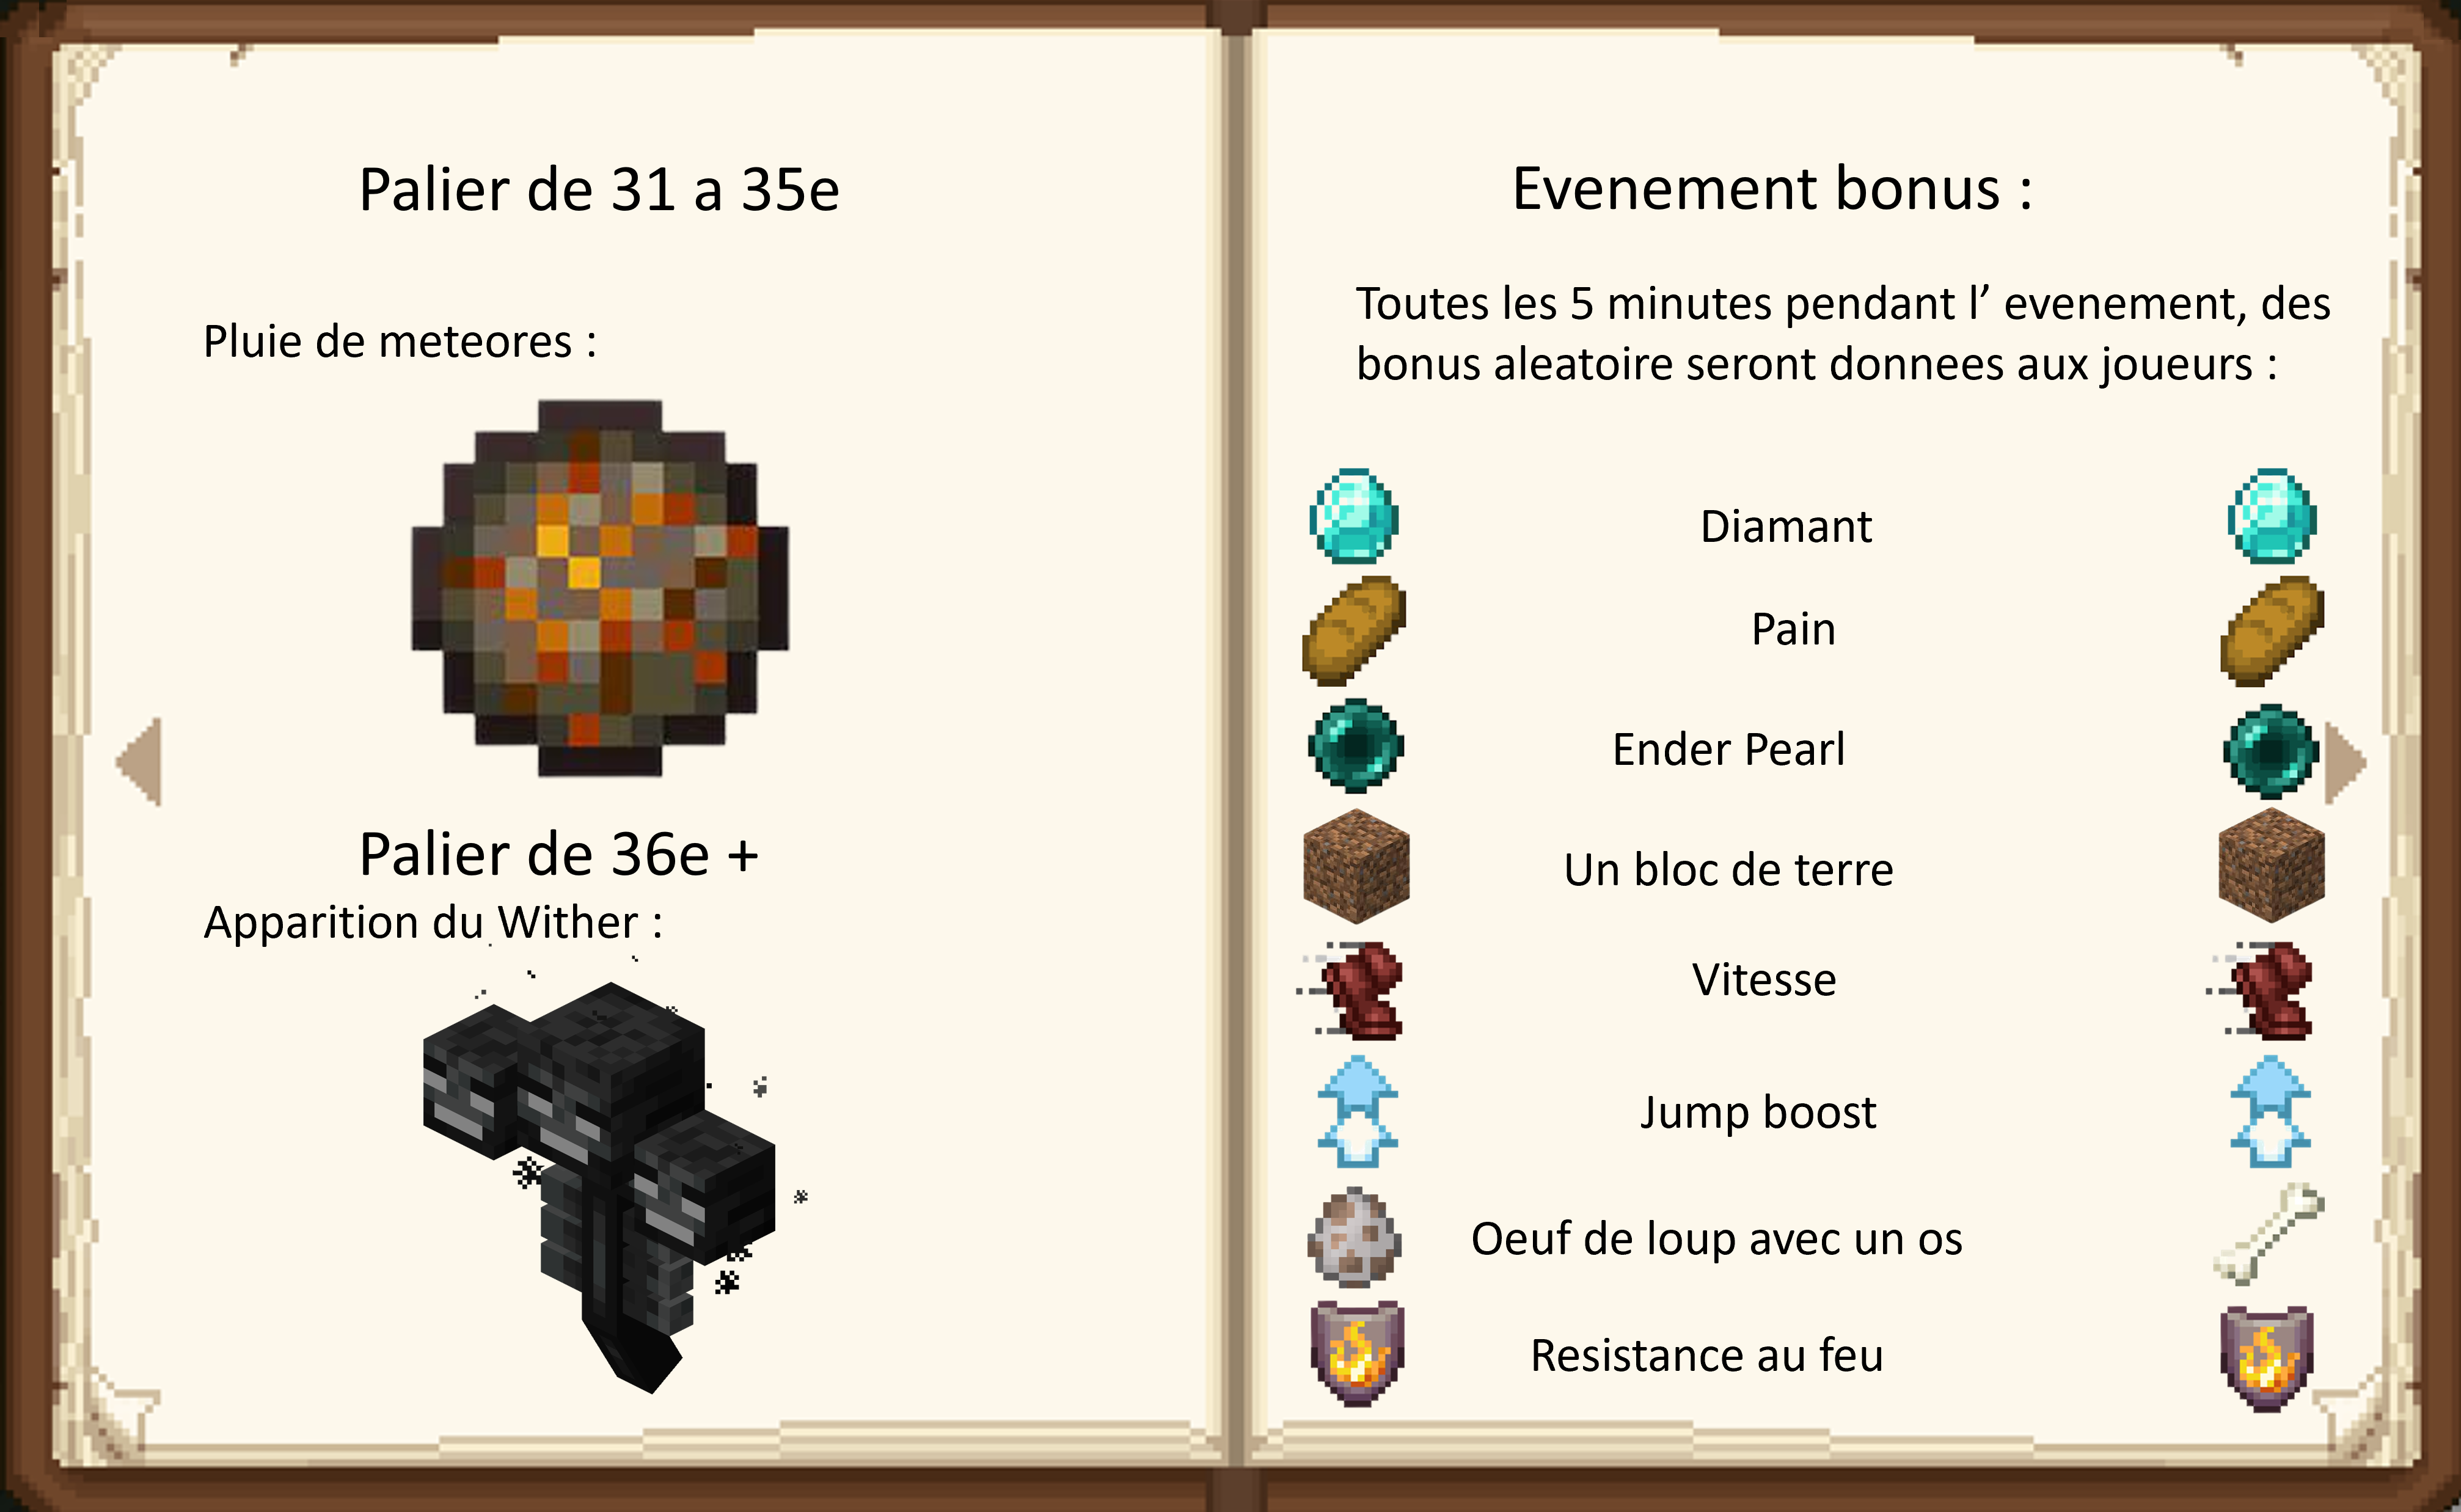 Palier de 31 a 35e
Pluie de meteores :
Palier de 36e +
Apparition du Wither :
Evenement bonus :
Toutes les 5 minutes pendant l’ evenement, des
bonus aleatoire seront donnees aux joueurs :
Diamant
Pain
Ender Pearl
Un bloc de terre
Vitesse
Jump boost
Oeuf de loup avec un os
Resistance au feu